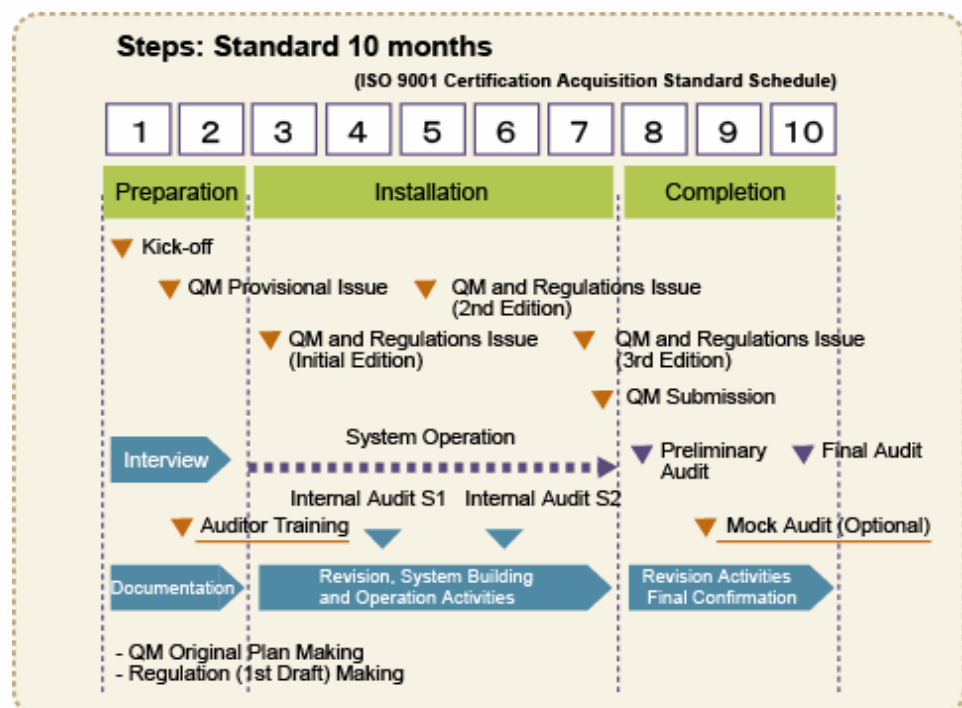 Steps: Standard 10 months
(ISO 9001 Certification Acquisition Standard Schedule)
1 2 3 4 5 6 7 8 9 10
Preparation Installation Completion
Kick-off
QM Provisional Issue
QM and Regulations Issue
(2nd Edition)
QM and Regulations Issue
(Initial Edition)
QM and Regulations Issue
(3rd Edition)
QM Submission
Interview
System Operation
Preliminary
Audit
Final Audit
Internal Audit S1
Internal Audit S2
Auditor Training
Mock Audit (Optional)
Documentation
Revision, System Building
and Operation Activities
Revision Activities
Final Confirmation
- QM Original Plan Making
- Regulation (1st Draft) Making